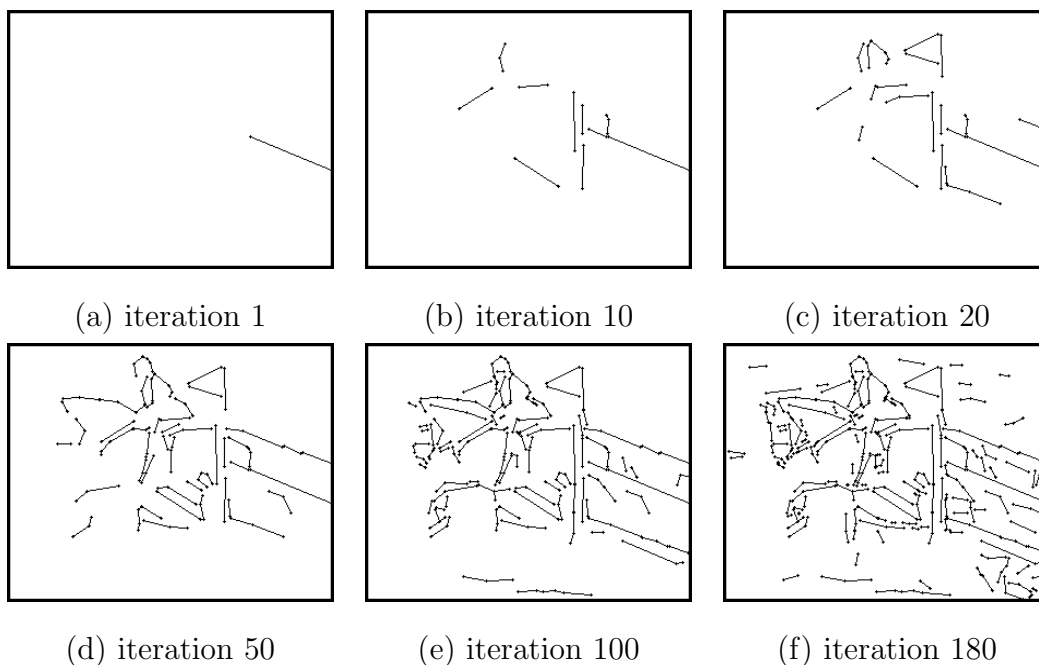 (a) iteration 1
(b) iteration 10
(c) iteration 20
(d) iteration 50
(e) iteration 100
(f) iteration 180